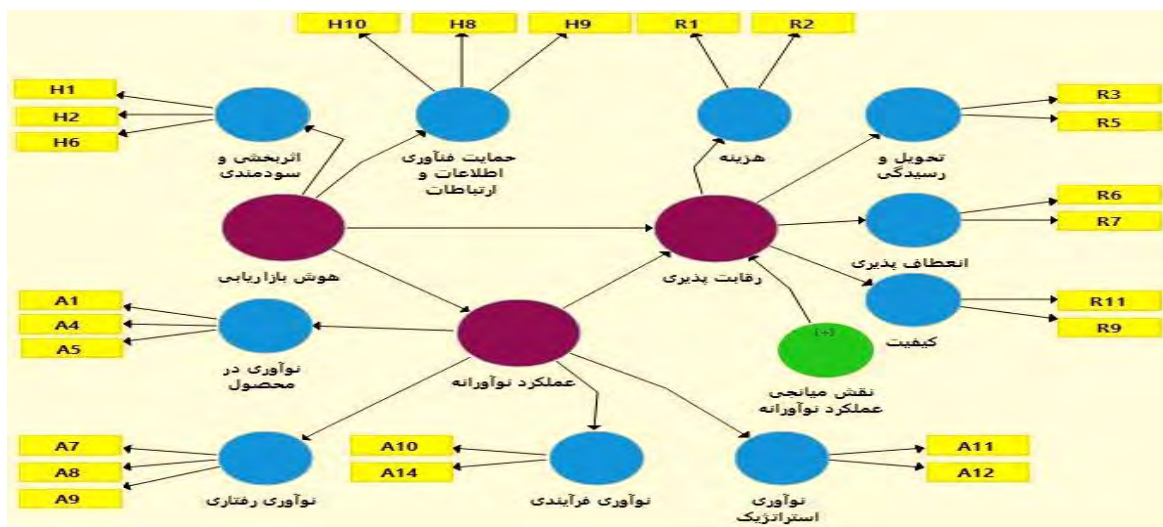 H10
H8
H9
R1
R2
H1
H2
H6
R3
R5
اثربخشی و
سودمندی
حمایت فنآوری
اطلاعات و
ارتباطات
هزینه
تحویل و
رسیدگی
R6
R7
هوش بازاریابی
رقابت پذیری
انعطاف پذیری
A1
A4
A5
R11
R9
(+)
کیفیت
نوآوری در
محصول
عملکرد نوآورانه
نقش میانجی
عملکرد نوآورانه
A7
A8
A9
A10
A14
A11
A12
نوآوری رفتاری
نوآوری فرآیندی
نوآوری
استراتژیک